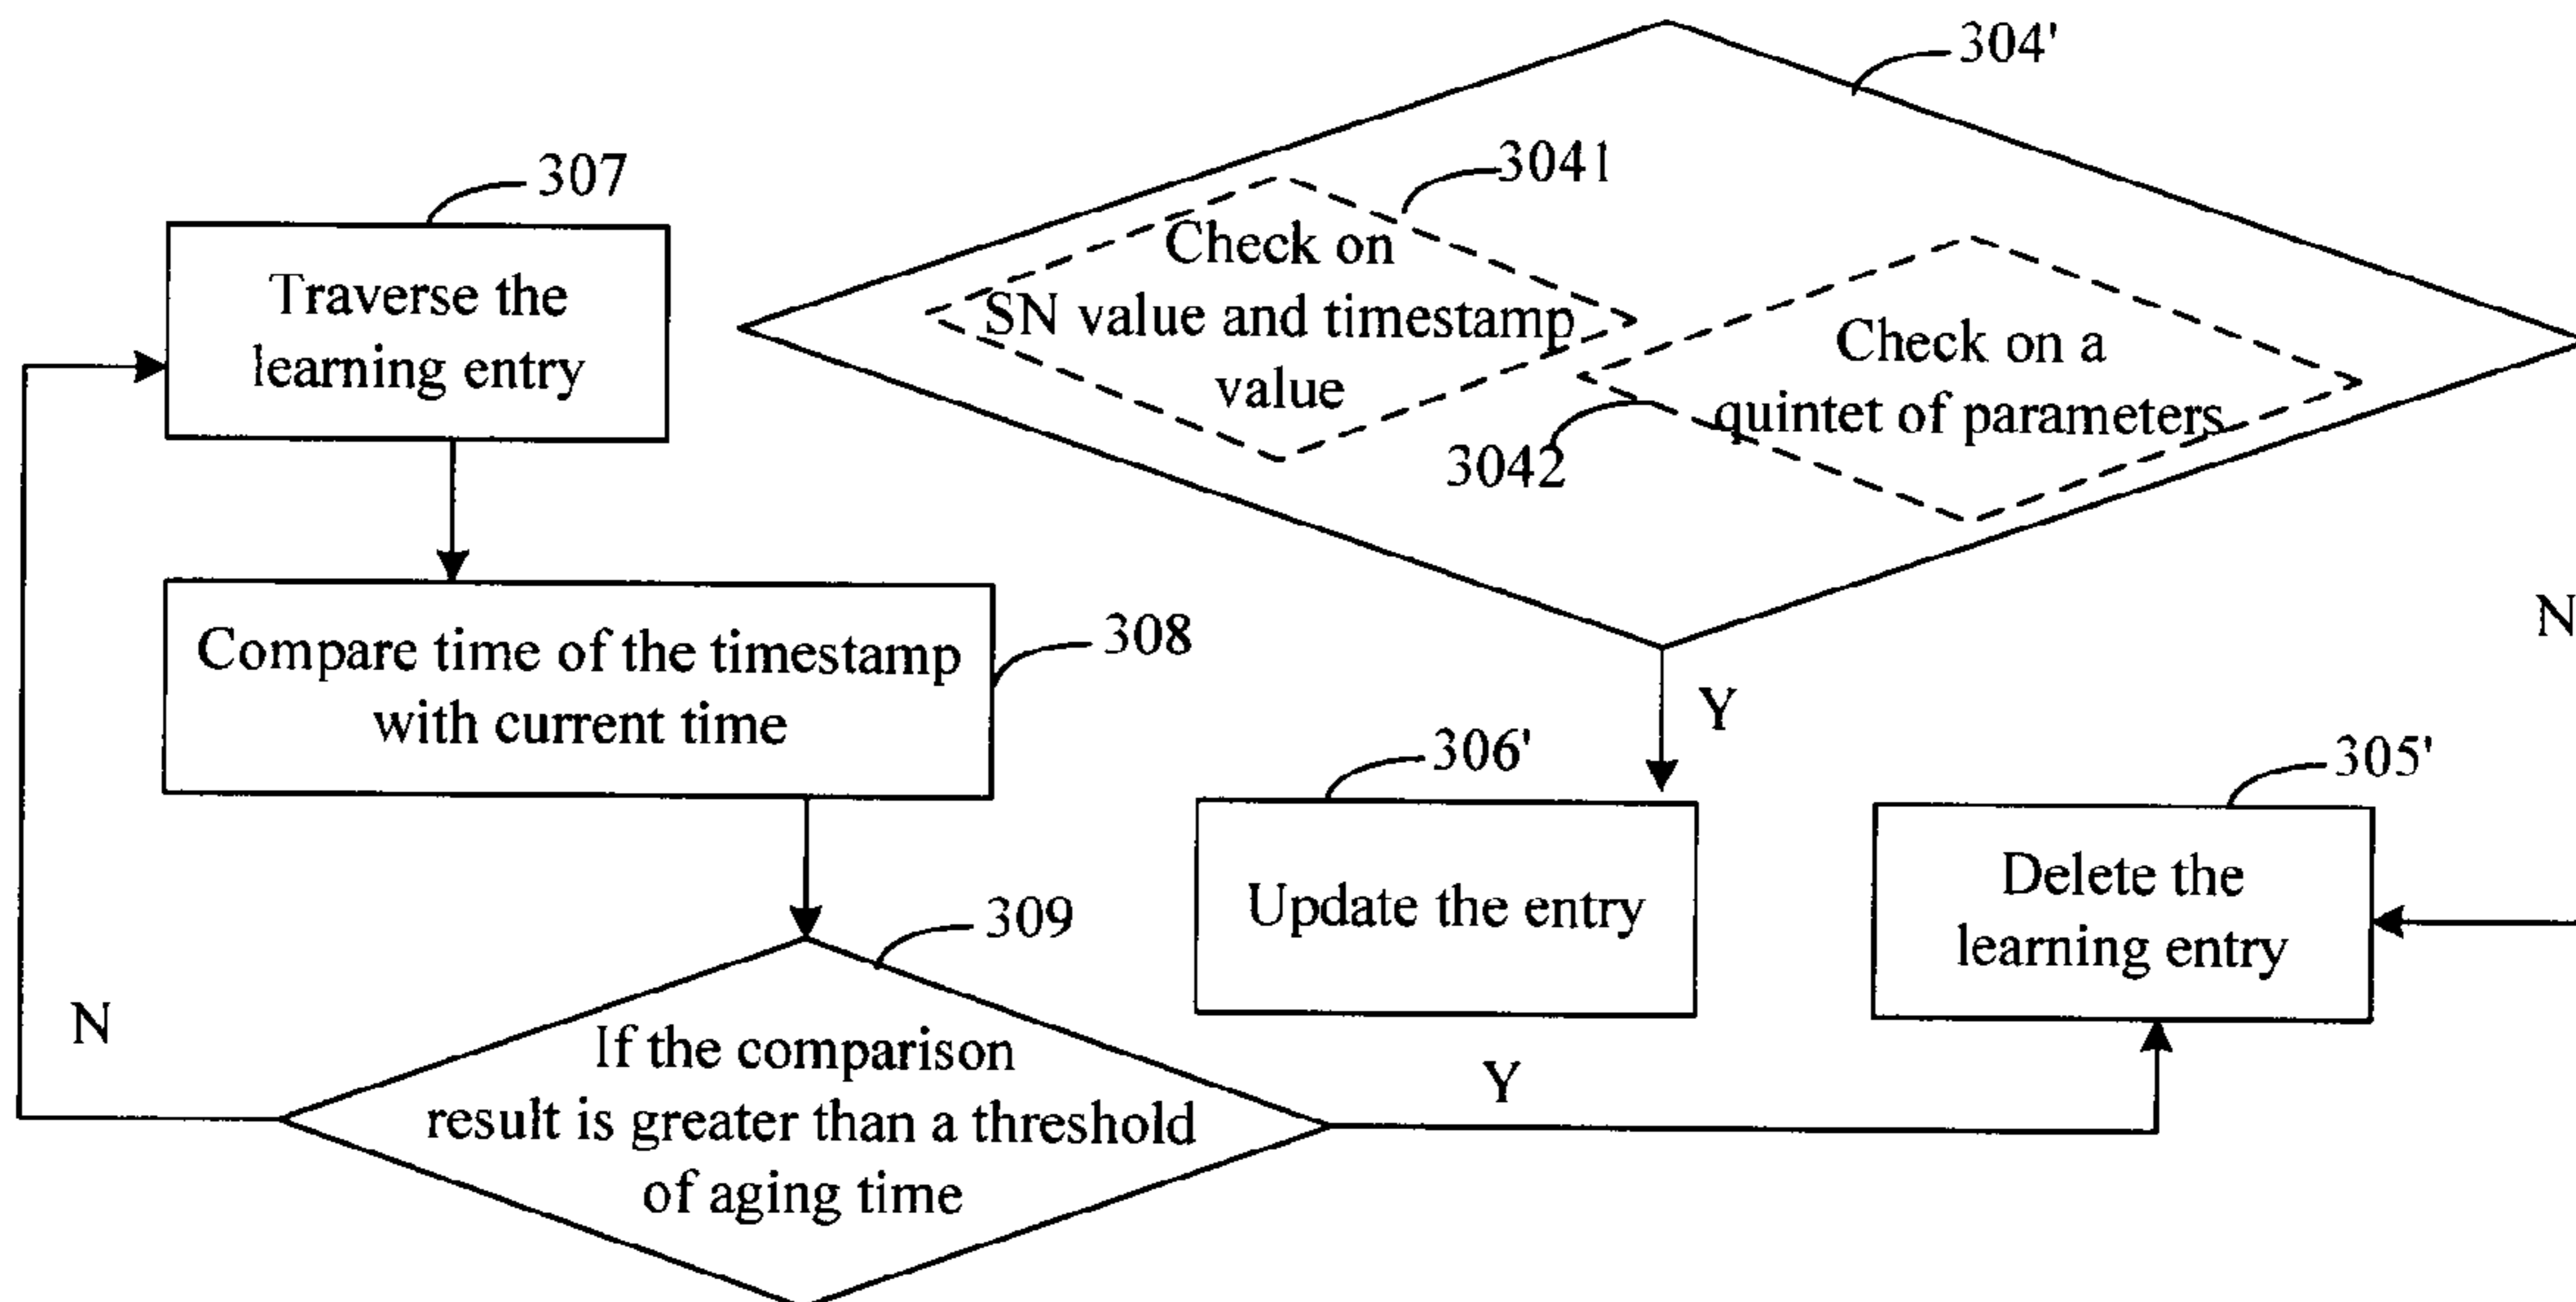 304'
3041
307
Check on
SN value and timestamp
value
Traverse the
learning entry
Check on a
quintet of parameters
3042
N
Compare time of the timestamp
with current time
308
Y
306'
305'
Update the entry
Delete the
learning entry
309
N
If the comparison
result is greater than a threshold
of aging time
Y